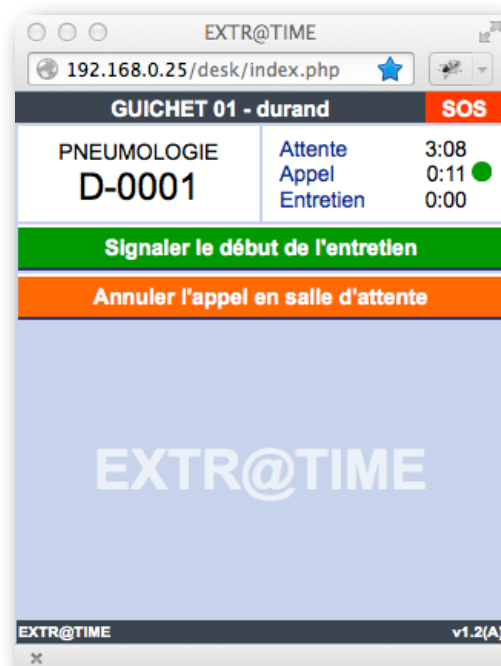 EXTR@TIME
192.168.0.25/desk/index.php
GUICHET 01 - durand SOS
PNEUMOLOGIE
D-0001
Attente 3:08
Appel 0:11
Entretien 0:00
Signaler le début de l'entretien
Annuler l'appel en salle d'attente
EXTR@TIME
EXTR@TIME v1.2(A)